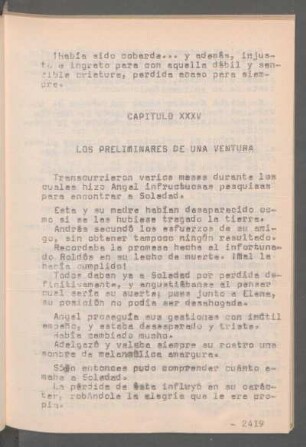 ¡había sido cobarde... y además, injus-
to e ingrato para con aquella débil y sen-
sible criatura, perdida acaso para siem-
pre.
CAPITULO XXXV
LOS PRELIMINARES DE UNA VENTURA
Transcurrieron varios meses durante los
cuales hizo Angel infructuosas pesquisas
para encontrar a Soledad.
Esta y su madre habían desaparecido co-
mo si se las hubiese tragado la tierra.
Andrés secundó los esfuerzos de su ami-
go, sin obtener tampoco ningún resultado.
Recordaba la promesa hecha al infortuna-
do Roldós en su lecho de muerte. ¡Mal la
había cumplido!
Todos daban ya a Soledad por perdida de-
finitivamente, y angustiábanse al pensar
cual sería su suerte; pues junto a Elena,
su posición no podía ser desahogada.
Angel proseguía sus gestiones con inútil
empeño, y estaba desesperado y triste.
Había cambiado mucho.
Adelgazó y velaba siempre su rostro una
sombra de melancólica amargura.
Sólo entonces pudo comprender cuánto a-
maba a Soledad.
La pérdida de ésta influyó en su carác-
ter, robándole la alegría que le era pro-
pia.
- 2419